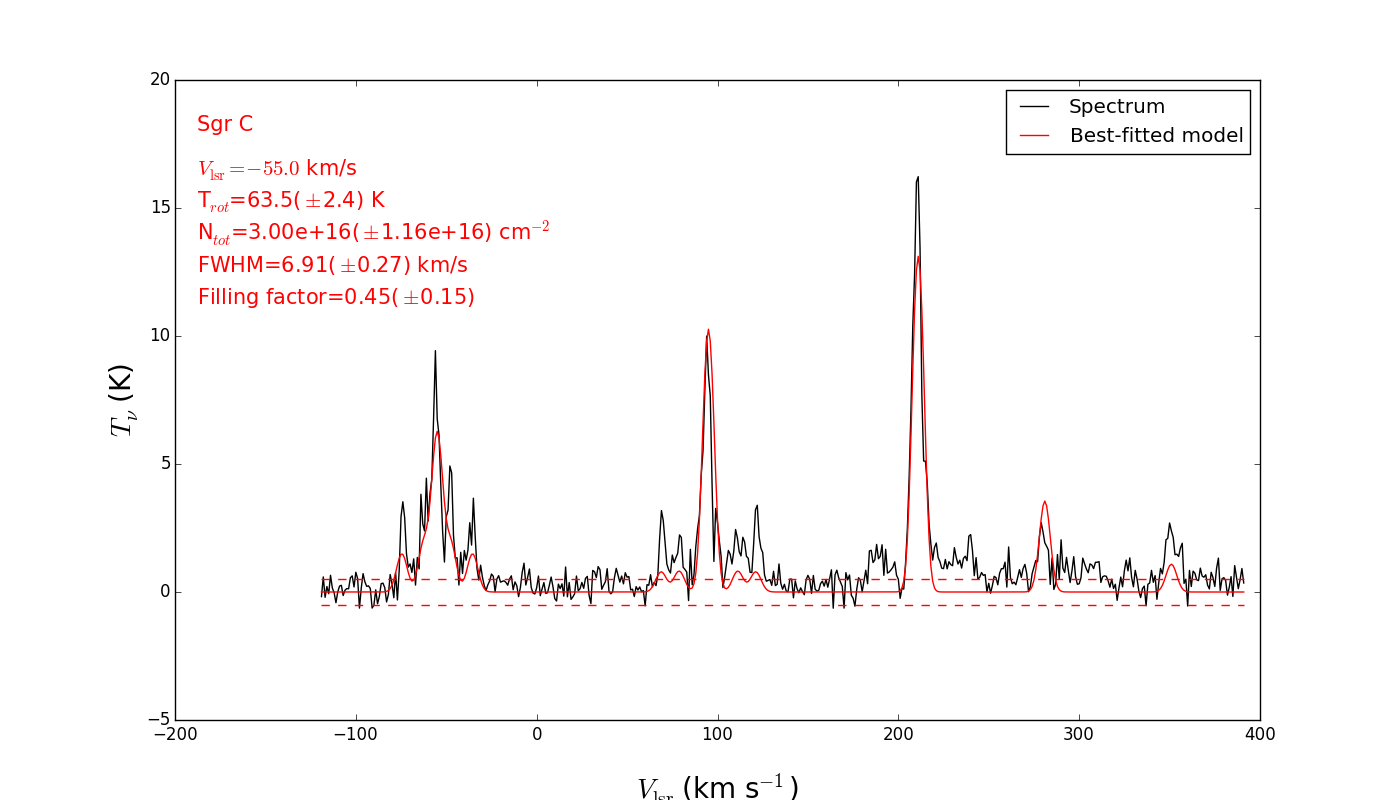 Sgr C
V_lsr=−55.0 km/s
T_rot=63.5(±2.4) K
N_tot=3.00e+16(±1.16e+16) cm^−2
FWHM=6.91(±0.27) km/s
Filling factor=0.45(±0.15)
Spectrum
Best-fitted model
20
15
10
5
0
−5
T_ν (K)
−200 −100 0 100 200 300 400
V_lsr (km s^−1)